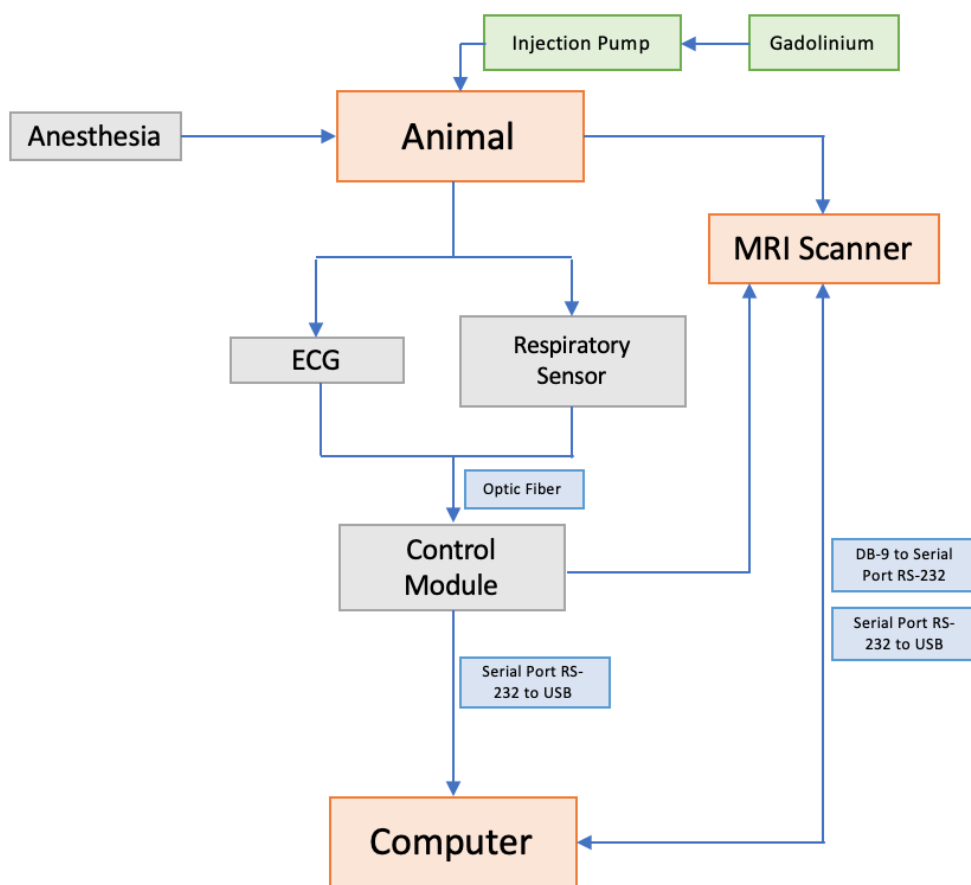 Injection Pump
Gadolinium
Anesthesia
Animal
MRI Scanner
ECG
Respiratory
Sensor
Optic Fiber
Control
Module
DB-9 to Serial
Port RS-232
Serial Port RS-
232 to USB
Serial Port RS-
232 to USB
Computer